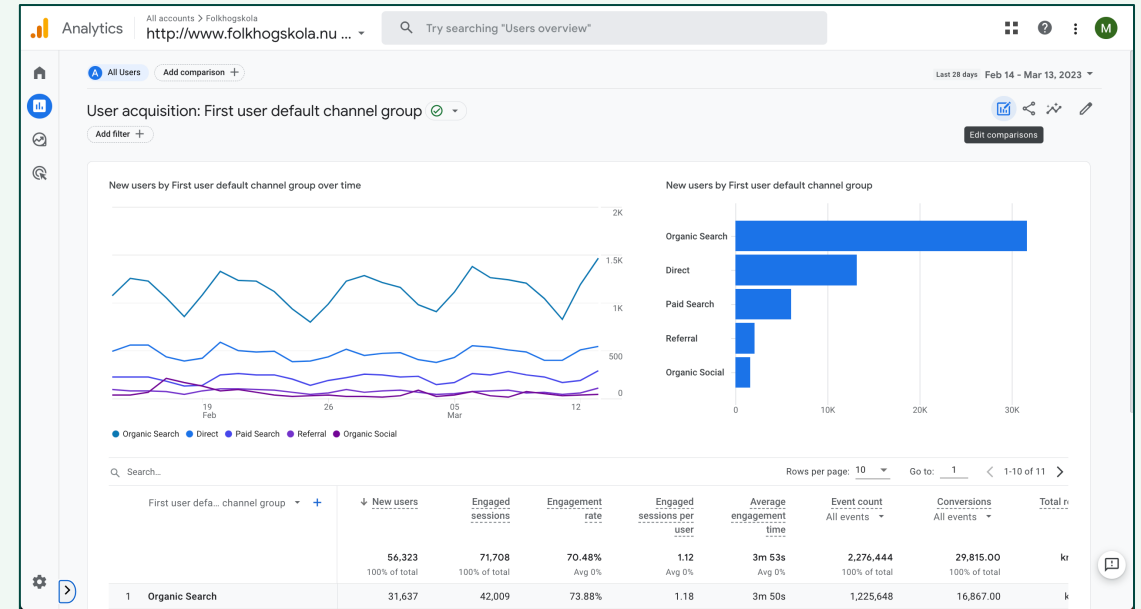 Analytics
All accounts > Folkhogskola
http://www.folkhogskola.nu ...
Try searching "Users overview"
M
A All Users
Add comparison +
Last 28 days Feb 14 - Mar 13, 2023
User acquisition: First user default channel group
Add filter +
Edit comparisons
New users by First user default channel group over time
2K
1.5K
1K
500
0
19
Feb
26
05
Mar
12
Organic Search Direct Paid Search Referral Organic Social
New users by First user default channel group
Organic Search
Direct
Paid Search
Referral
Organic Social
0 10K 20K 30K
Search...
Rows per page: 10 Go to: 1 < 1-10 of 11 >
First user defa... channel group +
↓ New users
Engaged
sessions
Engagement
rate
Engaged
sessions per
user
Average
engagement
time
Event count
All events
Conversions
All events
Total r
56,323 71,708 70.48% 1.12 3m 53s 2,276,444 29,815.00 kr
100% of total 100% of total Avg 0% Avg 0% Avg 0% 100% of total 100% of total
1 Organic Search 31,637 42,009 73.88% 1.18 3m 50s 1,225,648 16,867.00 k